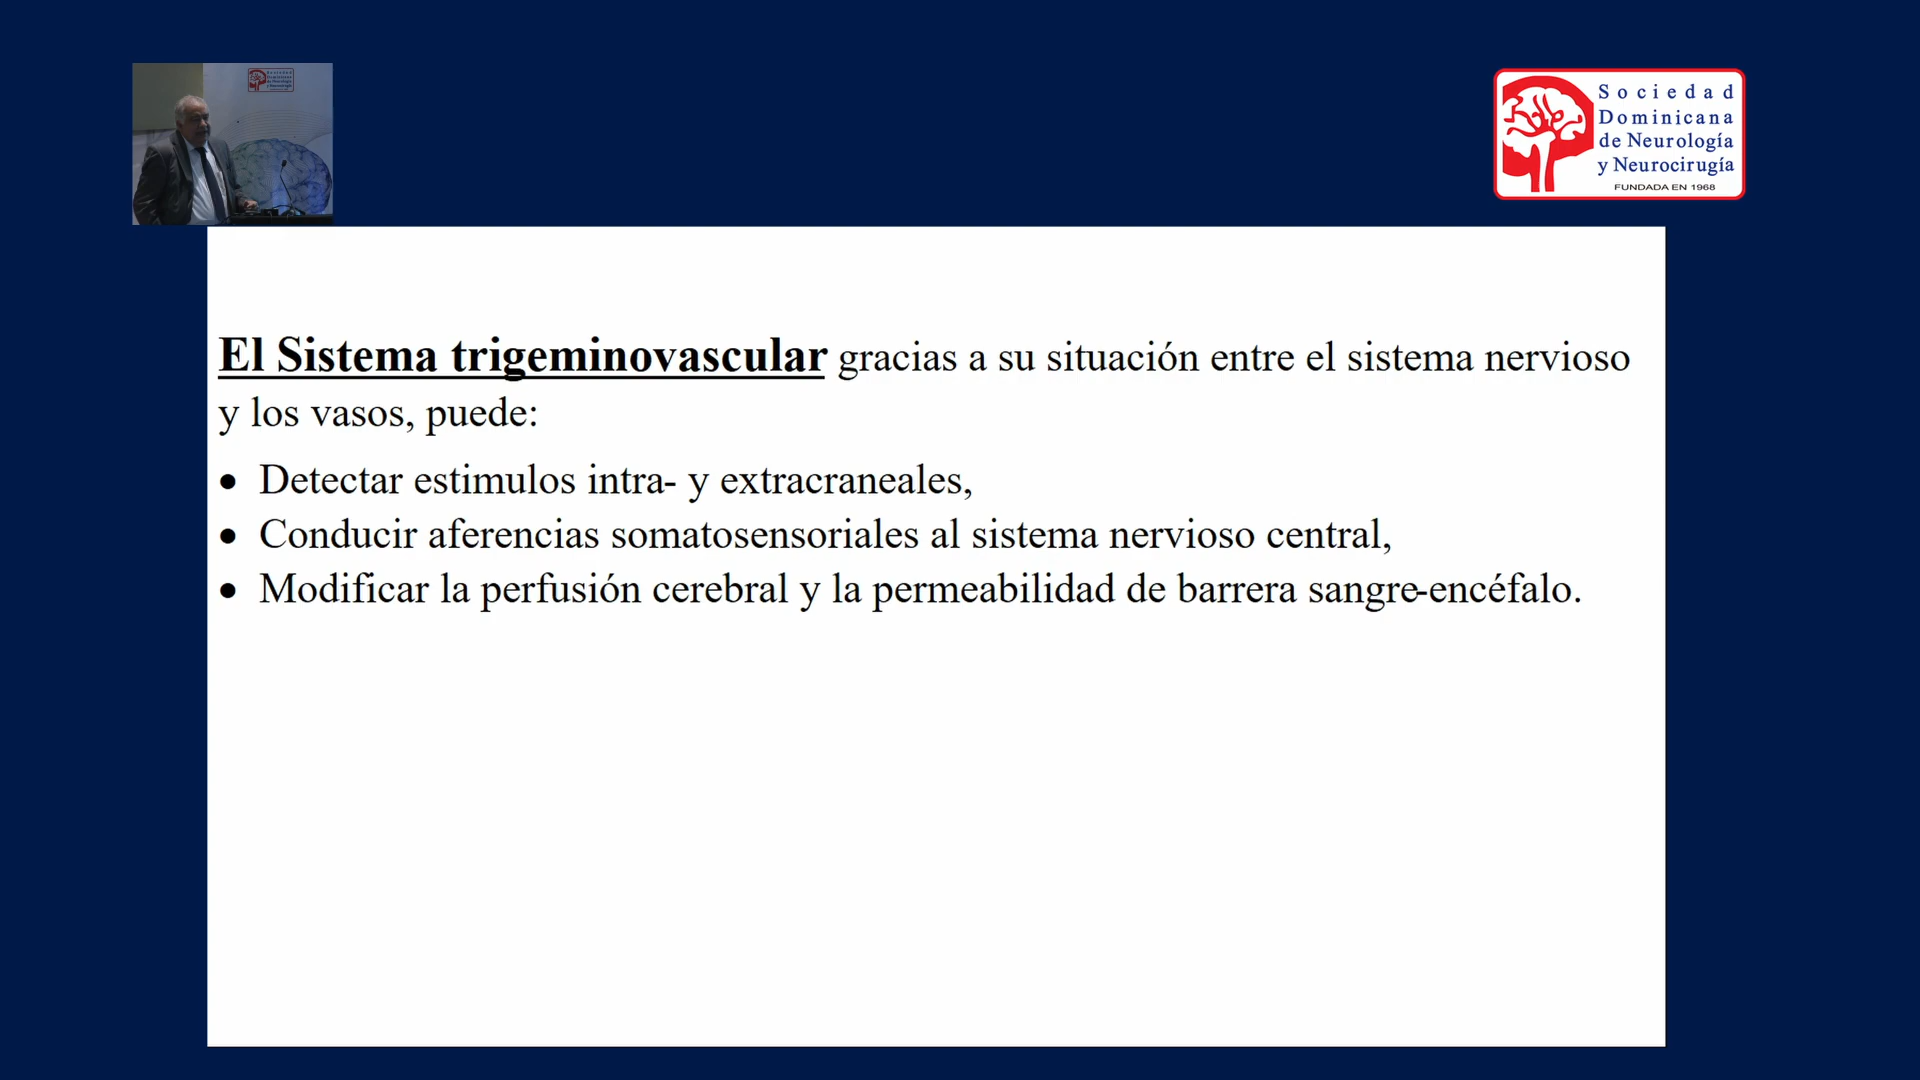 Sociedad
Dominicana
de Neurología
y Neurocirugía
FUNDADA EN 1968
El Sistema trigeminovascular gracias a su situación entre el sistema nervioso
y los vasos, puede:
• Detectar estimulos intra- y extracraneales,
• Conducir aferencias somatosensoriales al sistema nervioso central,
• Modificar la perfusión cerebral y la permeabilidad de barrera sangre-encéfalo.